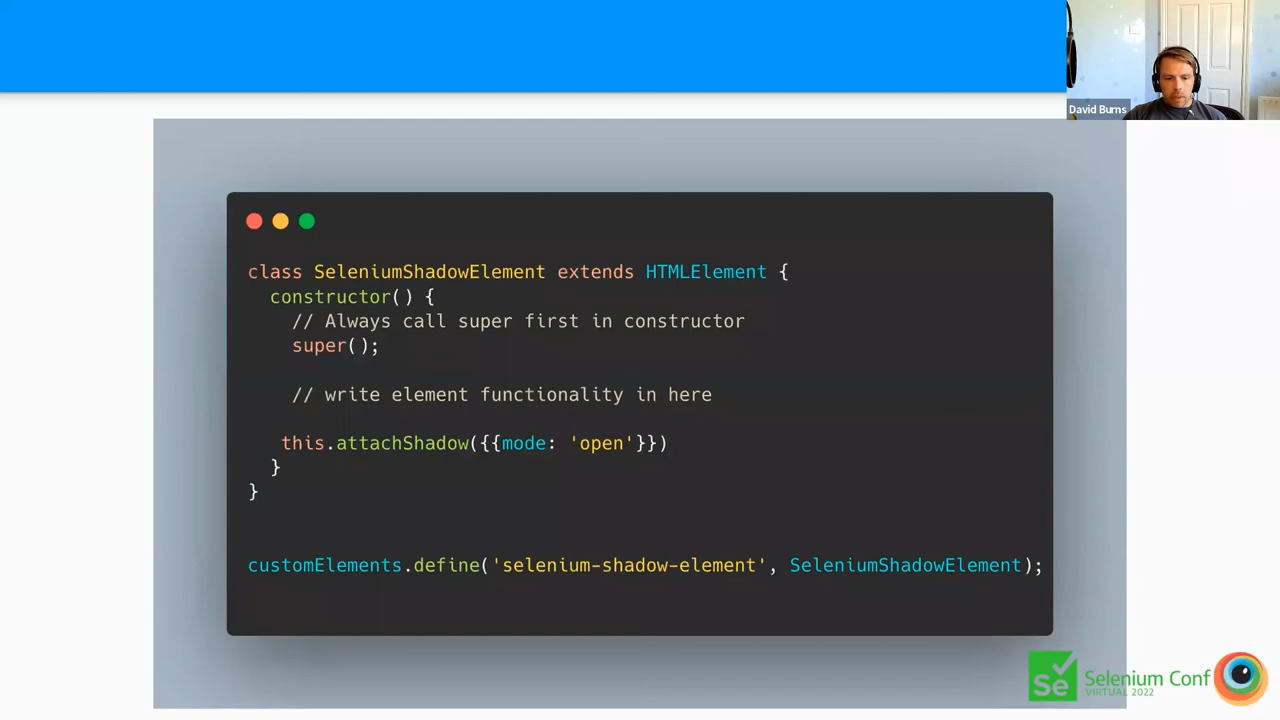 David Burns
class SeleniumShadowElement extends HTMLElement {
constructor() {
// Always call super first in constructor
super();
// write element functionality in here
this.attachShadow({{mode: 'open'}})
}
}
customElements.define('selenium-shadow-element', SeleniumShadowElement);
Se
Selenium Conf
VIRTUAL 2022